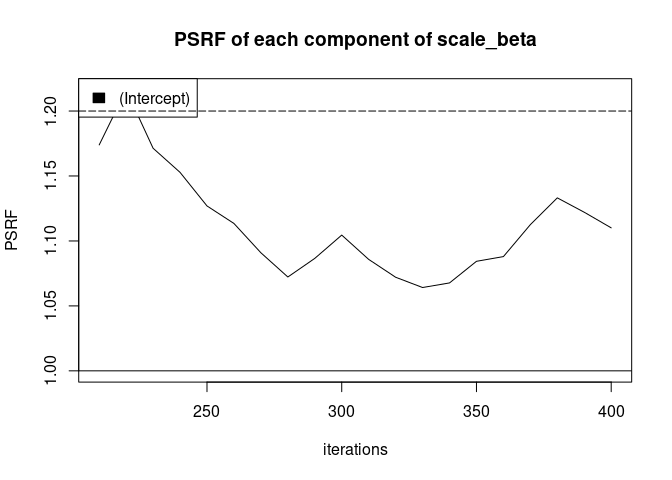 PSRF of each component of scale_beta
(Intercept)
PSRF
1.20
1.15
1.10
1.05
1.00
250 300 350 400
iterations